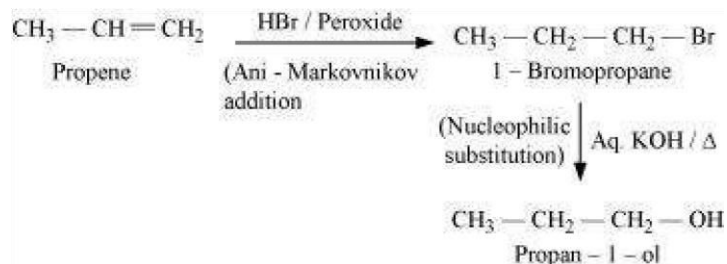 CH₃ — CH = CH₂
Propene
HBr / Peroxide
(Ani - Markovnikov
addition
CH₃ — CH₂ — CH₂ — Br
1 – Bromopropane
(Nucleophilic
substitution)
Aq. KOH / Δ
CH₃ — CH₂ — CH₂ — OH
Propan – 1 – ol